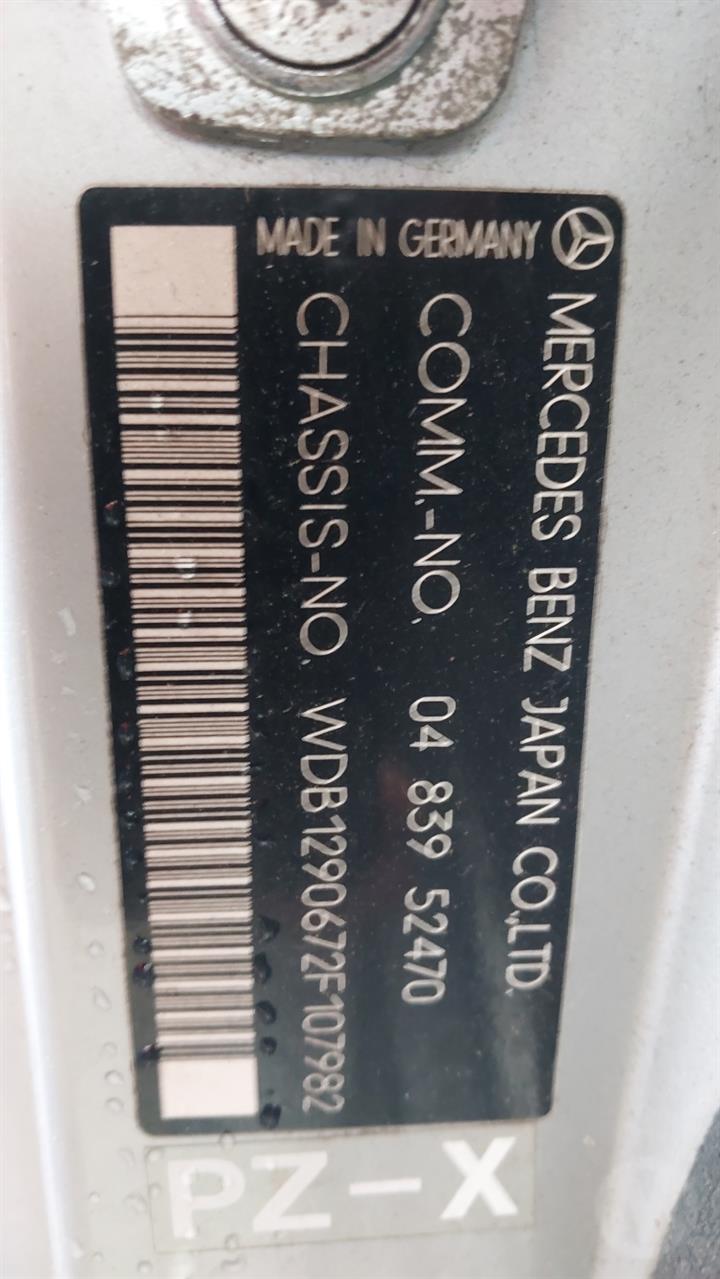 MERCEDES BENZ JAPAN CO.,LTD.
COMM.-NO. 04 839 52470
CHASSIS-NO WDB1290672F107982
MADE IN GERMANY
PZ-X